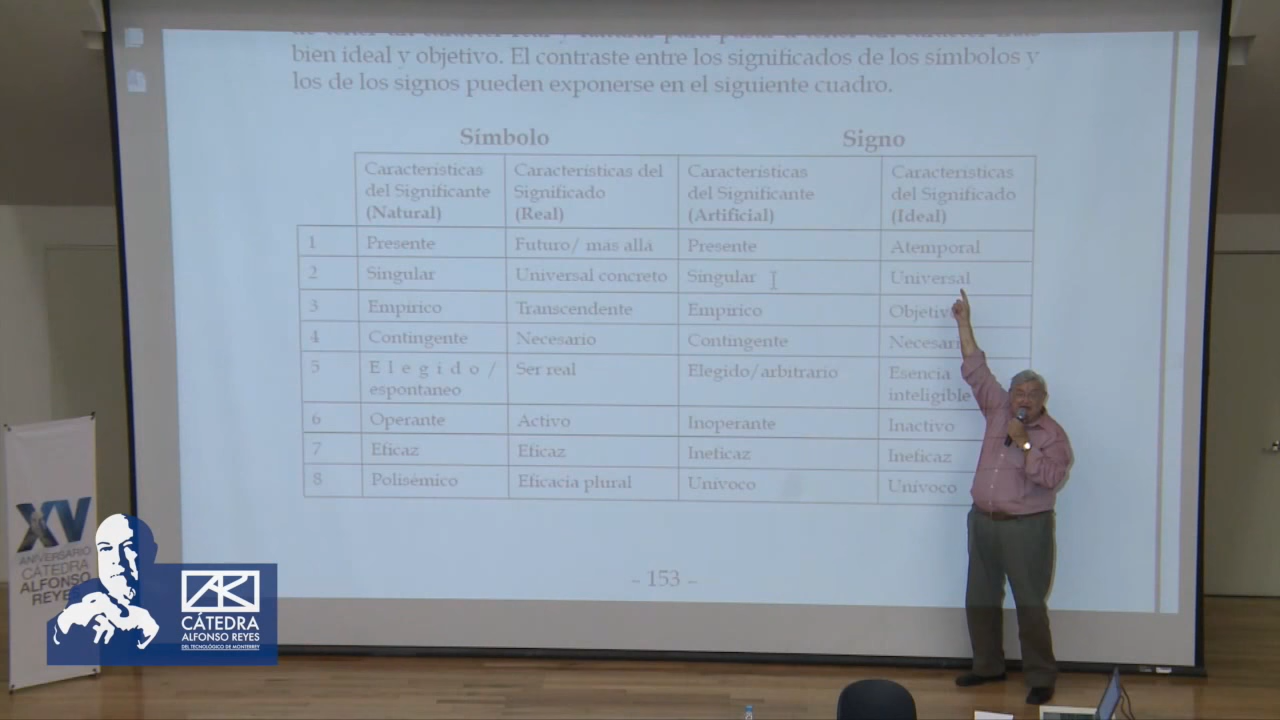 bien ideal y objetivo. El contraste entre los significados de los símbolos y
los de los signos pueden exponerse en el siguiente cuadro.
Símbolo Signo
Características del Significante (Natural) Características del Significado (Real) Características del Significante (Artificial) Características del Significado (Ideal)
1 Presente Futuro/ más allá Presente Atemporal
2 Singular Universal concreto Singular Universal
3 Empírico Transcendente Empírico
4 Contingente Necesario Contingente
5 Elegido/ espontaneo Ser real Elegido/arbitrario Esencia inteligible
6 Operante Activo Inoperante Inactivo
7 Eficaz Eficaz Ineficaz Ineficaz
8 Polisémico Eficacia plural Unívoco Unívoco
- 153 -
XV
ANIVERSARIO
CÁTEDRA
ALFONSO
REYES
CÁTEDRA
ALFONSO REYES
DEL TECNOLÓGICO DE MONTERREY